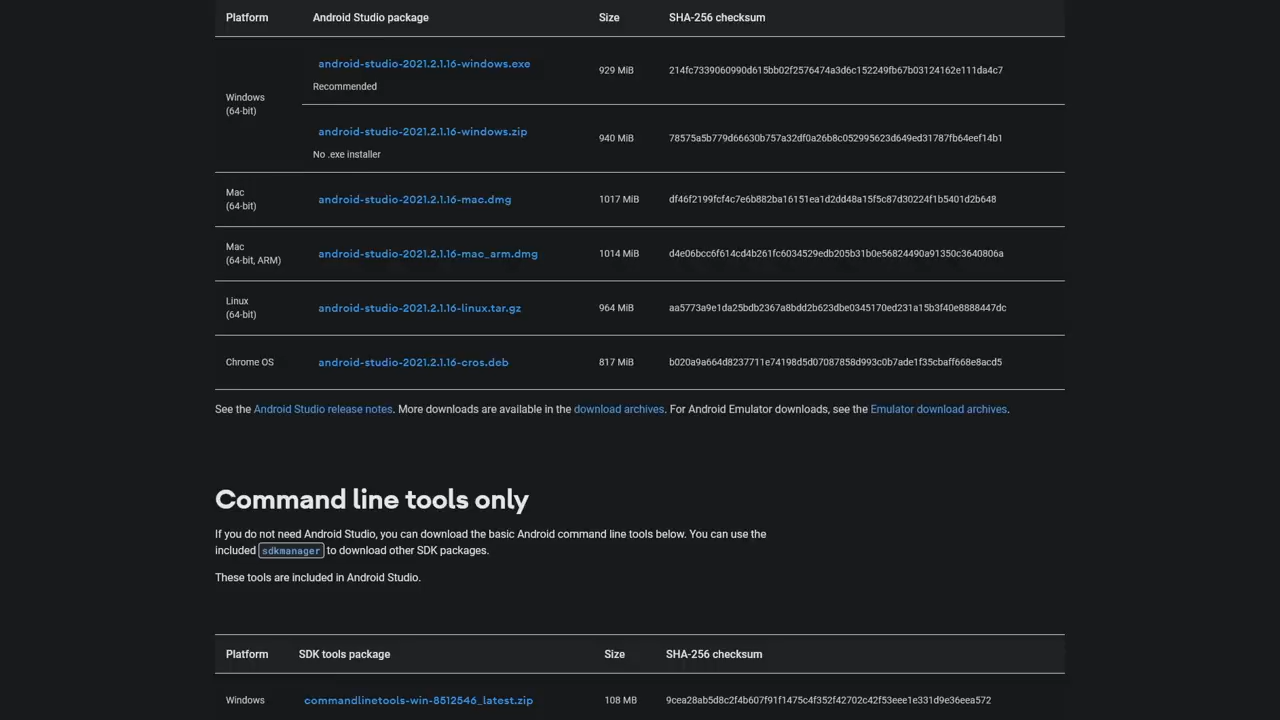 Platform Android Studio package Size SHA-256 checksum
android-studio-2021.2.1.16-windows.exe
Recommended
929 MiB 214fc7339060990d615bb02f2576474a3d6c152249fb67b03124162e111da4c7
Windows
(64-bit)
android-studio-2021.2.1.16-windows.zip
No .exe installer
940 MiB 78575a5b779d66630b757a32df0a26b8c052995623d649ed31787fb64eef14b1
Mac
(64-bit)
android-studio-2021.2.1.16-mac.dmg 1017 MiB df46f2199fcf4c7e6b882ba16151ea1d2dd48a15f5c87d30224f1b5401d2b648
Mac
(64-bit, ARM)
android-studio-2021.2.1.16-mac_arm.dmg 1014 MiB d4e06bcc6f614cd4b261fc6034529edb205b31b0e56824490a91350c3640806a
Linux
(64-bit)
android-studio-2021.2.1.16-linux.tar.gz 964 MiB aa5773a9e1da25bdb2367a8bdd2b623dbe0345170ed231a15b3f40e8888447dc
Chrome OS android-studio-2021.2.1.16-cros.deb 817 MiB b020a9a664d8237711e74198d5d07087858d993c0b7ade1f35cbaff668e8acd5
See the Android Studio release notes. More downloads are available in the download archives. For Android Emulator downloads, see the Emulator download archives.
Command line tools only
If you do not need Android Studio, you can download the basic Android command line tools below. You can use the
included sdkmanager to download other SDK packages.
These tools are included in Android Studio.
Platform SDK tools package Size SHA-256 checksum
Windows commandlinetools-win-8512546_latest.zip 108 MB 9cea28ab5d8c2f4b607f91f1475c4f352f42702c42f53eee1e331d9e36eea572